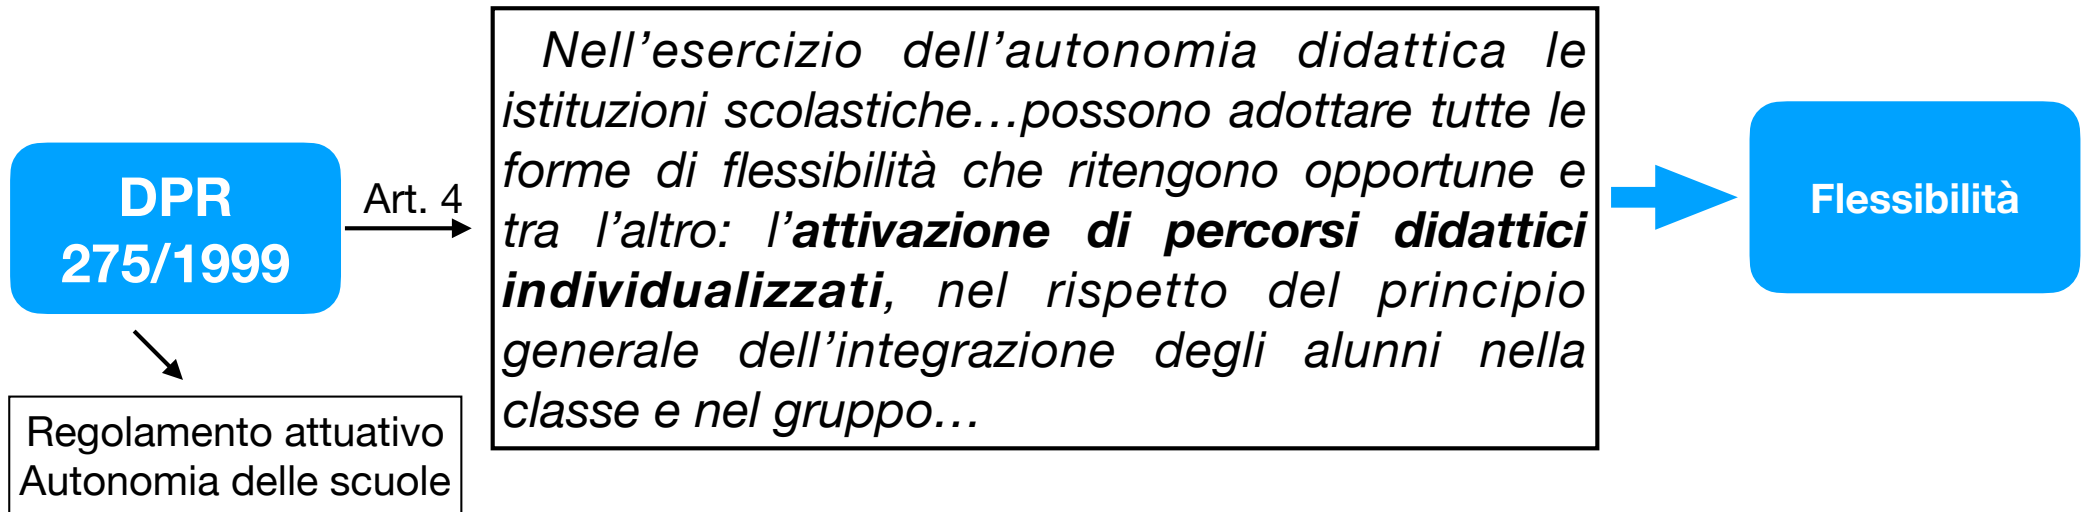 DPR
275/1999
Art. 4
Nell’esercizio dell’autonomia didattica le
istituzioni scolastiche…possono adottare tutte le
forme di flessibilità che ritengono opportune e
tra l’altro: l’attivazione di percorsi didattici
individualizzati, nel rispetto del principio
generale dell’integrazione degli alunni nella
classe e nel gruppo…
Flessibilità
Regolamento attuativo
Autonomia delle scuole